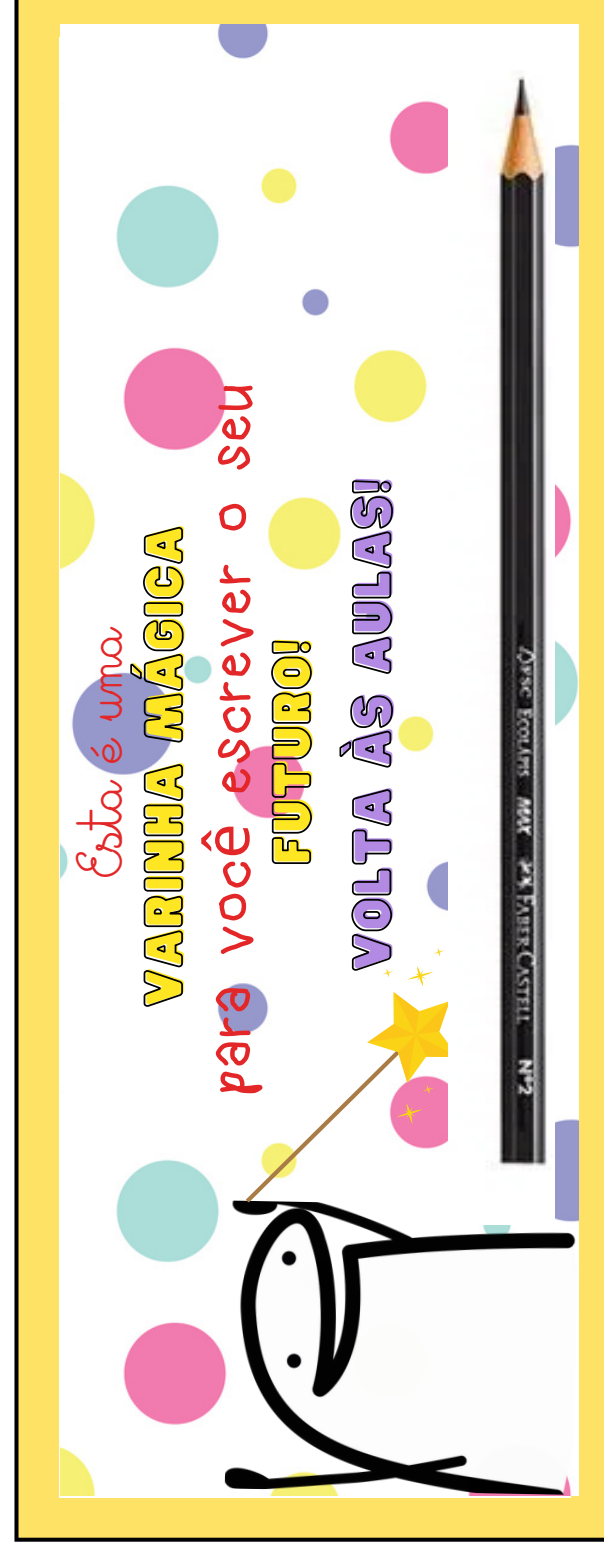 Esta é uma
VARINHA MÁGICA
para você escrever o seu
FUTURO!
VOLTA ÀS AULAS!
FSC ECOLÁPIS MAX FABER-CASTELL Nº2